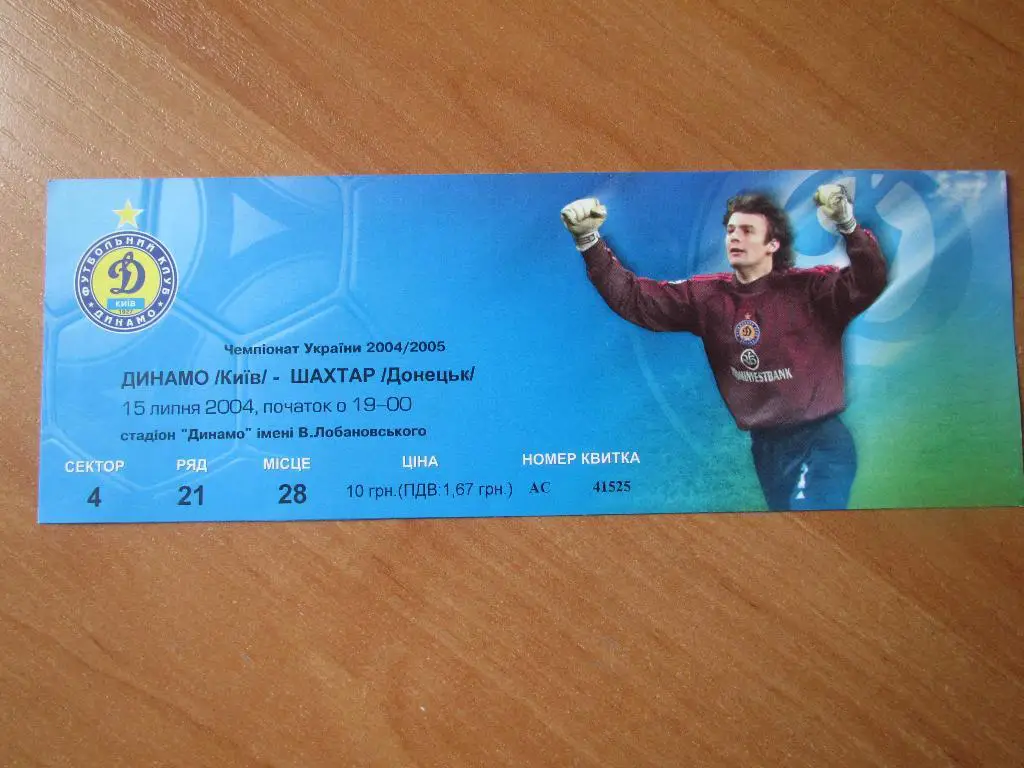 ФУТБОЛЬНИЙ КЛУБ
Д
КИЇВ
1927
ДИНАМО
Чемпіонат України 2004/2005
ДИНАМО /Київ/ - ШАХТАР /Донецьк/
15 липня 2004, початок о 19-00
стадіон "Динамо" імені В.Лобановського
СЕКТОР РЯД МІСЦЕ ЦІНА НОМЕР КВИТКА
4 21 28 10 грн.(ПДВ:1,67 грн.) АС 41525